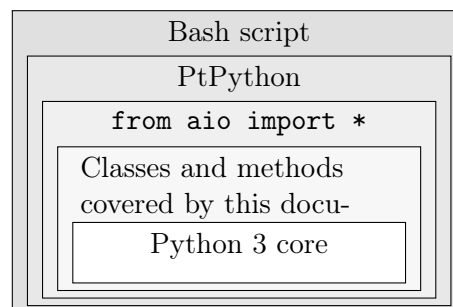 Bash script
PtPython
from aio import *
Classes and methods
covered by this docu-
Python 3 core